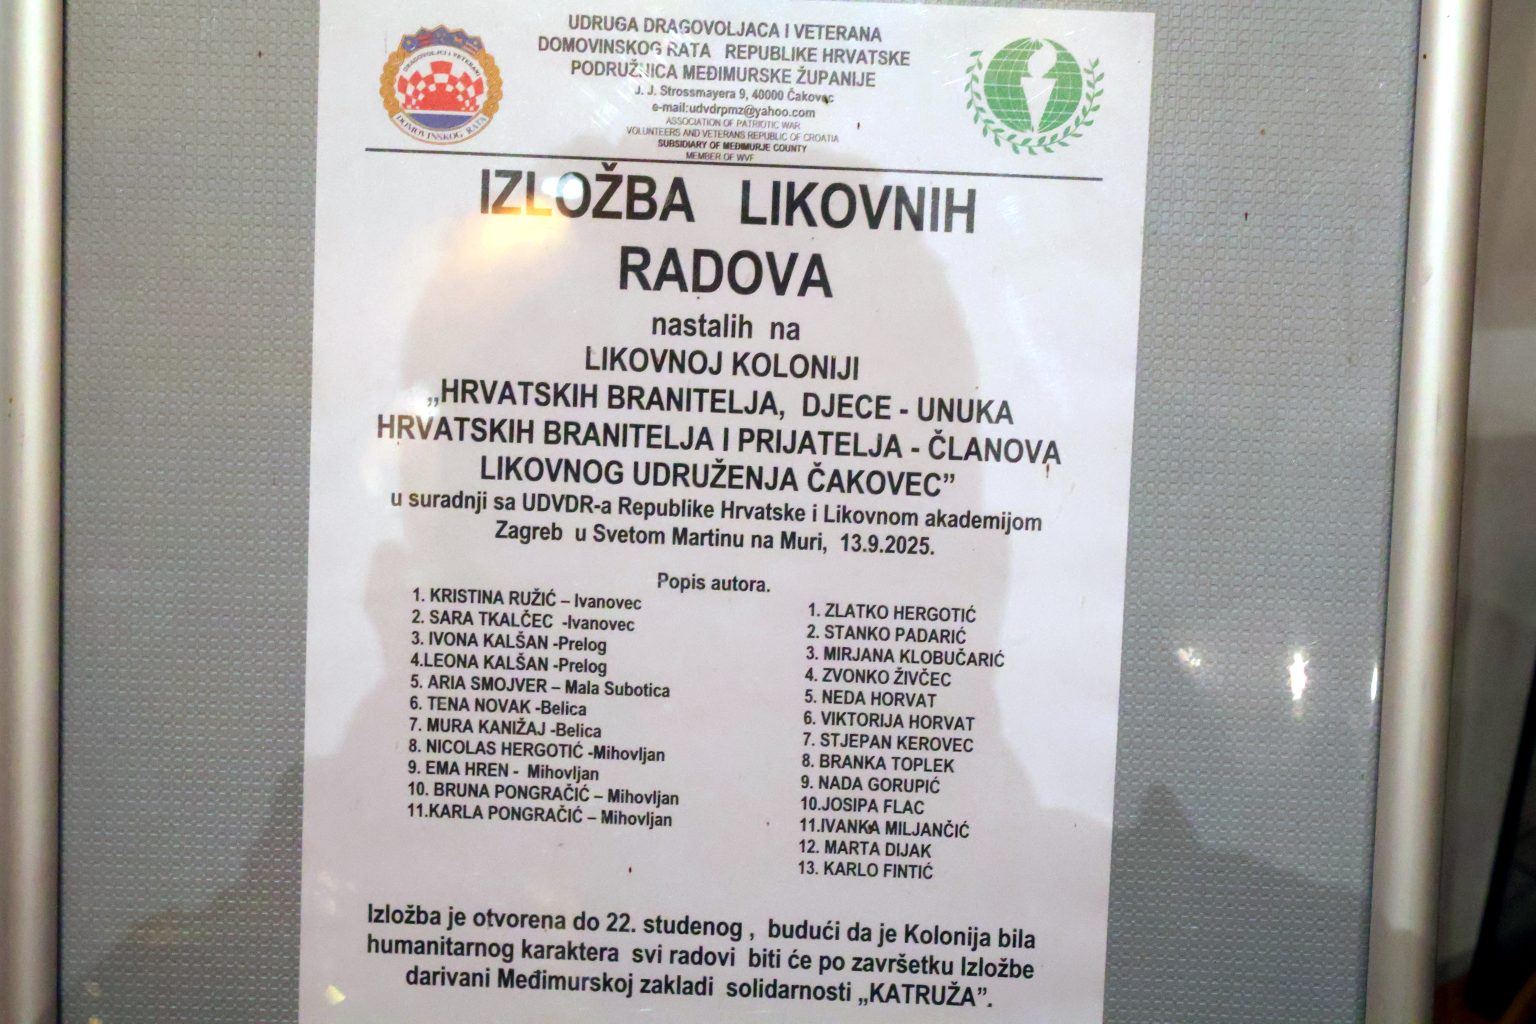 UDRUGA DRAGOVOLJACA I VETERANA
DOMOVINSKOG RATA REPUBLIKE HRVATSKE
PODRUŽNICA MEĐIMURSKE ŽUPANIJE
J. J. Strossmayera 9, 40000 Čakovec
e-mail:udvdrpmz@yahoo.com
ASSOCIATION OF PATRIOTIC WAR
VOLUNTEERS AND VETERANS REPUBLIC OF CROATIA
SUBSIDIARY OF MEĐIMURJE COUNTY
MEMBER OF WVF
DRAGOVOLJCI I VETERANI
DOMOVINSKOG RATA
IZLOŽBA LIKOVNIH
RADOVA
nastalih na
LIKOVNOJ KOLONIJI
„HRVATSKIH BRANITELJA, DJECE - UNUKA
HRVATSKIH BRANITELJA I PRIJATELJA - ČLANOVA
LIKOVNOG UDRUŽENJA ČAKOVEC”
u suradnji sa UDVDR-a Republike Hrvatske i Likovnom akademijom
Zagreb u Svetom Martinu na Muri, 13.9.2025.
Popis autora.
1. KRISTINA RUŽIĆ – Ivanovec
2. SARA TKALČEC -Ivanovec
3. IVONA KALŠAN -Prelog
4.LEONA KALŠAN -Prelog
5. ARIA SMOJVER – Mala Subotica
6. TENA NOVAK -Belica
7. MURA KANIŽAJ -Belica
8. NICOLAS HERGOTIĆ -Mihovljan
9. EMA HREN - Mihovljan
10. BRUNA PONGRAČIĆ – Mihovljan
11.KARLA PONGRAČIĆ – Mihovljan
1. ZLATKO HERGOTIĆ
2. STANKO PADARIĆ
3. MIRJANA KLOBUČARIĆ
4. ZVONKO ŽIVČEC
5. NEDA HORVAT
6. VIKTORIJA HORVAT
7. STJEPAN KEROVEC
8. BRANKA TOPLEK
9. NADA GORUPIĆ
10.JOSIPA FLAC
11.IVANKA MILJANČIĆ
12. MARTA DIJAK
13. KARLO FINTIĆ
Izložba je otvorena do 22. studenog , budući da je Kolonija bila
humanitarnog karaktera svi radovi biti će po završetku Izložbe
darivani Međimurskoj zakladi solidarnosti „KATRUŽA”.